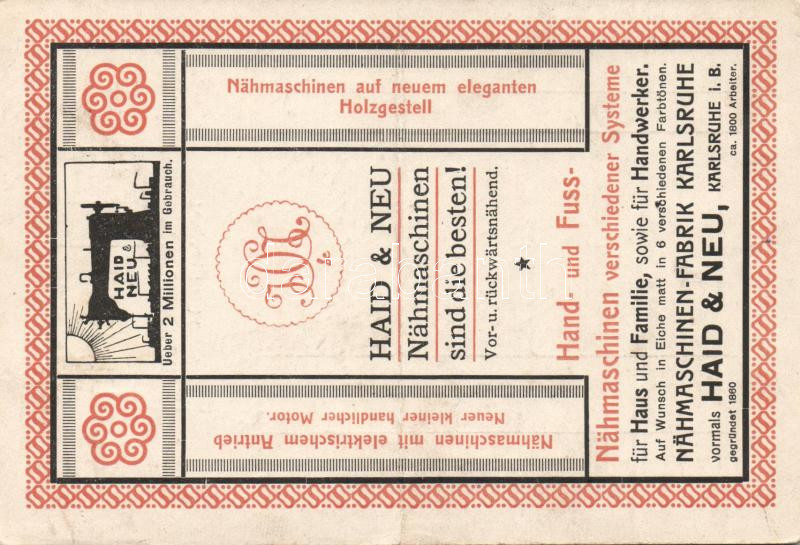 HAID &
NEU
Ueber 2 Millionen im Gebrauch.
Nähmaschinen auf neuem eleganten
Holzgestell
Nähmaschinen mit elektrischem Antrieb
Neuer kleiner handlicher Motor.
HAID & NEU
Nähmaschinen
sind die besten!
Vor- u. rückwärtsnähend.
Hand- und Fuss-
Nähmaschinen verschiedener Systeme
für Haus und Familie, sowie für Handwerker.
Auf Wunsch in Eiche matt in 6 verschiedenen Farbtönen.
NÄHMASCHINEN-FABRIK KARLSRUHE
vormals HAID & NEU, KARLSRUHE i. B.
gegründet 1860 ca. 1800 Arbeiter.